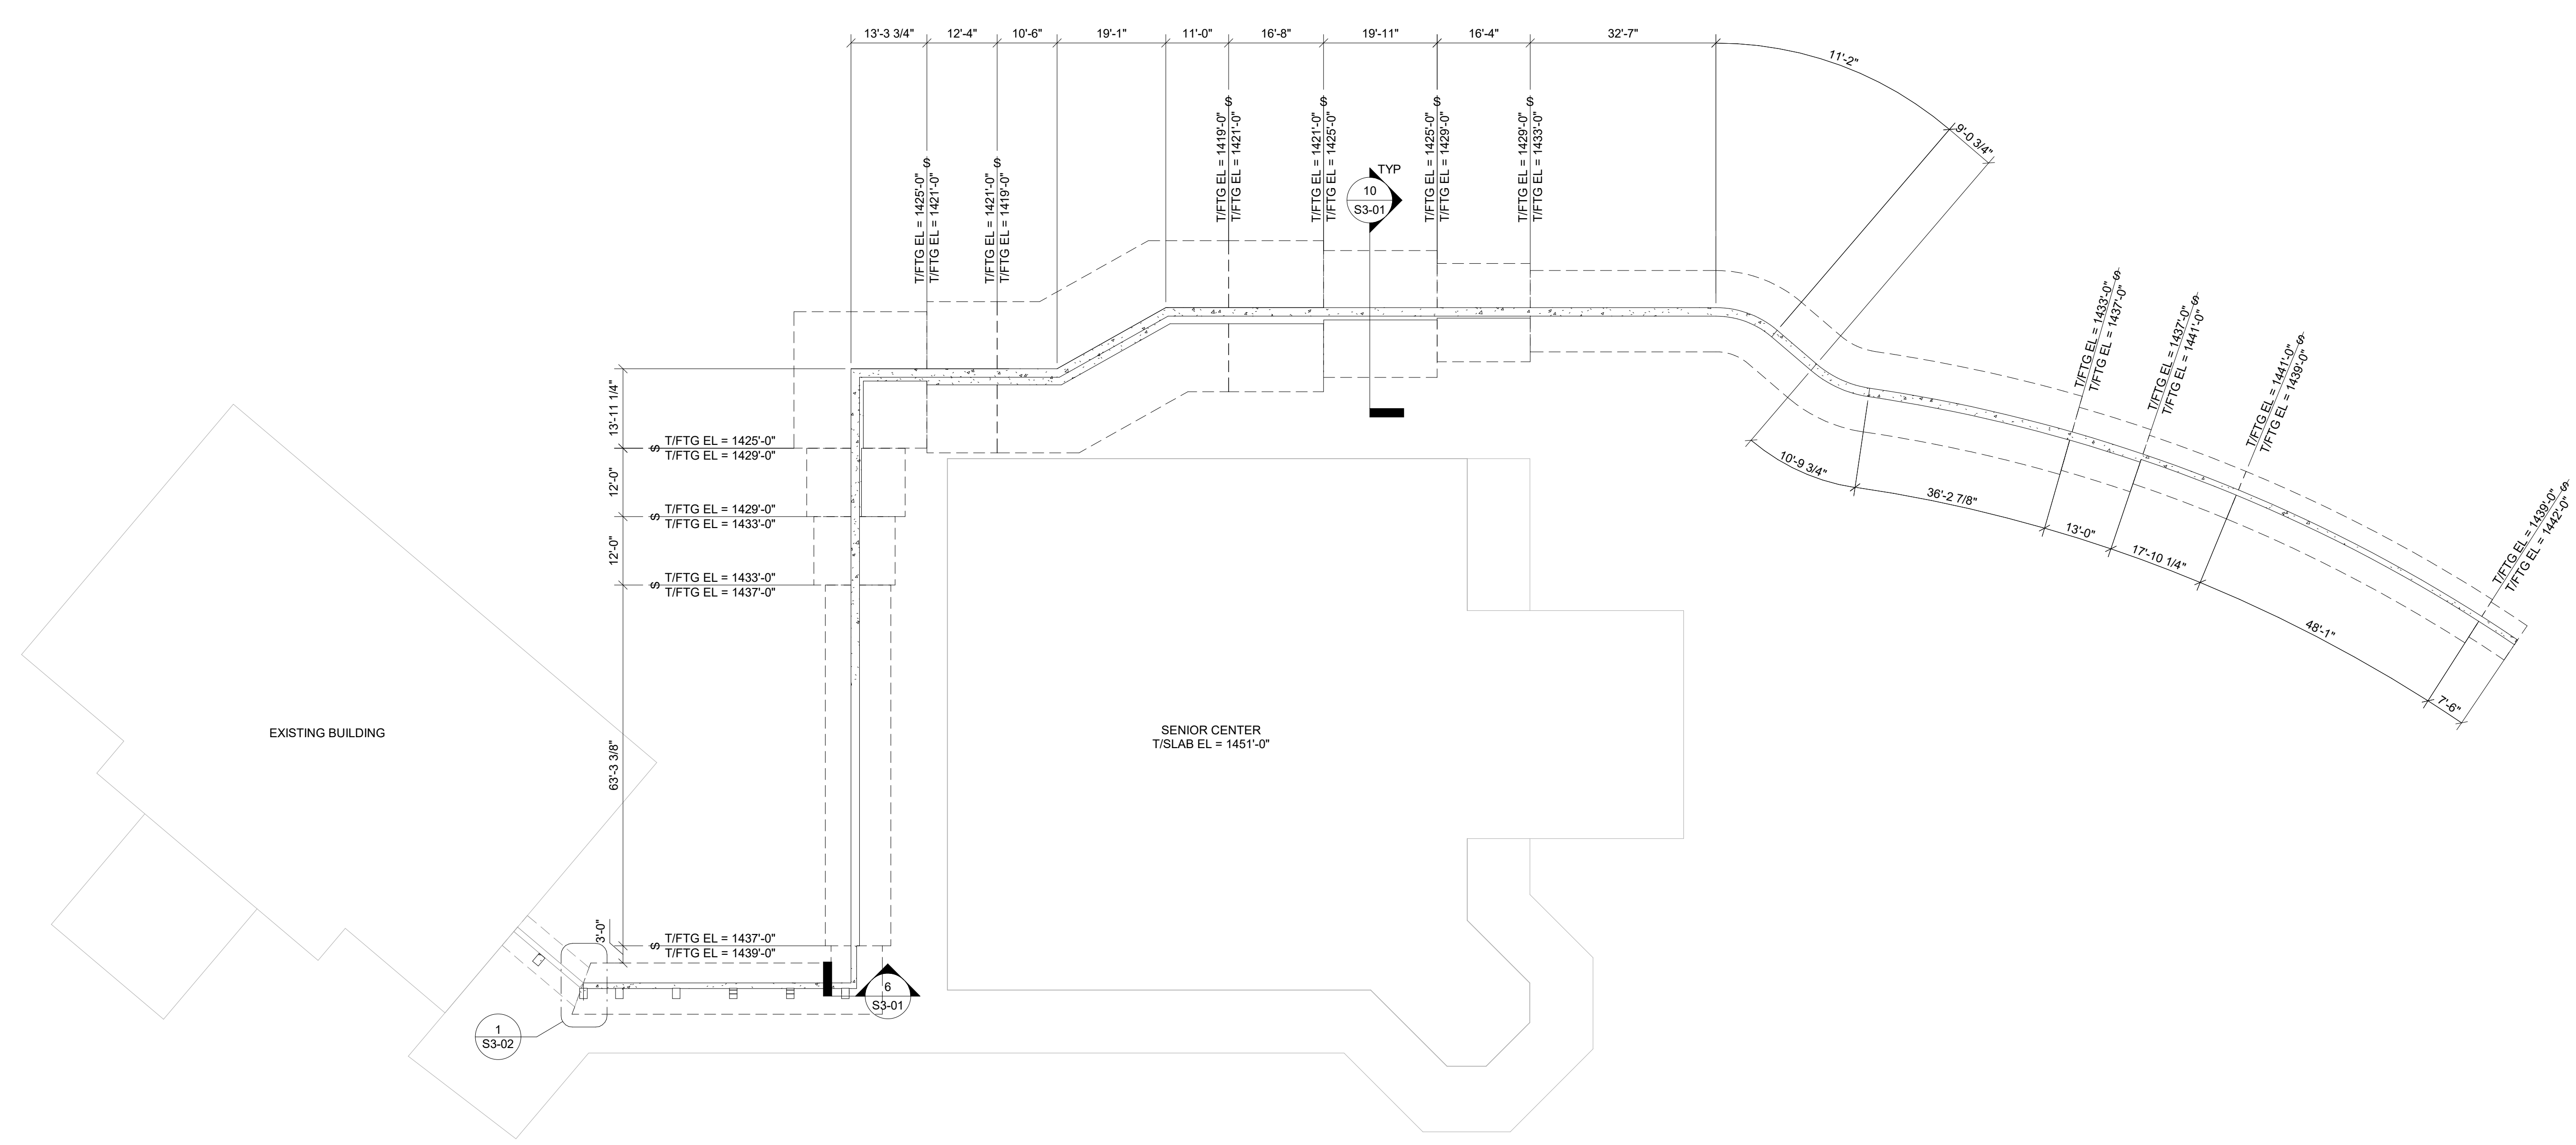 13'-3 3/4"
12'-4"
10'-6"
19'-1"
11'-0"
16'-8"
19'-11"
16'-4"
32'-7"
11'-2"
9'-0 3/4"
S
T/FTG EL = 1425'-0"
T/FTG EL = 1421'-0"
S
T/FTG EL = 1421'-0"
T/FTG EL = 1419'-0"
S
T/FTG EL = 1419'-0"
T/FTG EL = 1421'-0"
S
T/FTG EL = 1421'-0"
T/FTG EL = 1425'-0"
TYP
10
S3-01
S
T/FTG EL = 1425'-0"
T/FTG EL = 1429'-0"
S
T/FTG EL = 1429'-0"
T/FTG EL = 1433'-0"
S
T/FTG EL = 1433'-0"
T/FTG EL = 1437'-0"
S
T/FTG EL = 1437'-0"
T/FTG EL = 1441'-0"
S
T/FTG EL = 1441'-0"
T/FTG EL = 1439'-0"
S
T/FTG EL = 1439'-0"
T/FTG EL = 1442'-0"
10'-9 3/4"
36'-2 7/8"
13'-0"
17'-10 1/4"
48'-1"
7'-6"
13'-11 1/4"
S
T/FTG EL = 1425'-0"
T/FTG EL = 1429'-0"
12'-0"
S
T/FTG EL = 1429'-0"
T/FTG EL = 1433'-0"
12'-0"
S
T/FTG EL = 1433'-0"
T/FTG EL = 1437'-0"
63'-3 3/8"
S
T/FTG EL = 1437'-0"
T/FTG EL = 1439'-0"
3'-0"
EXISTING BUILDING
SENIOR CENTER
T/SLAB EL = 1451'-0"
6
S3-01
1
S3-02